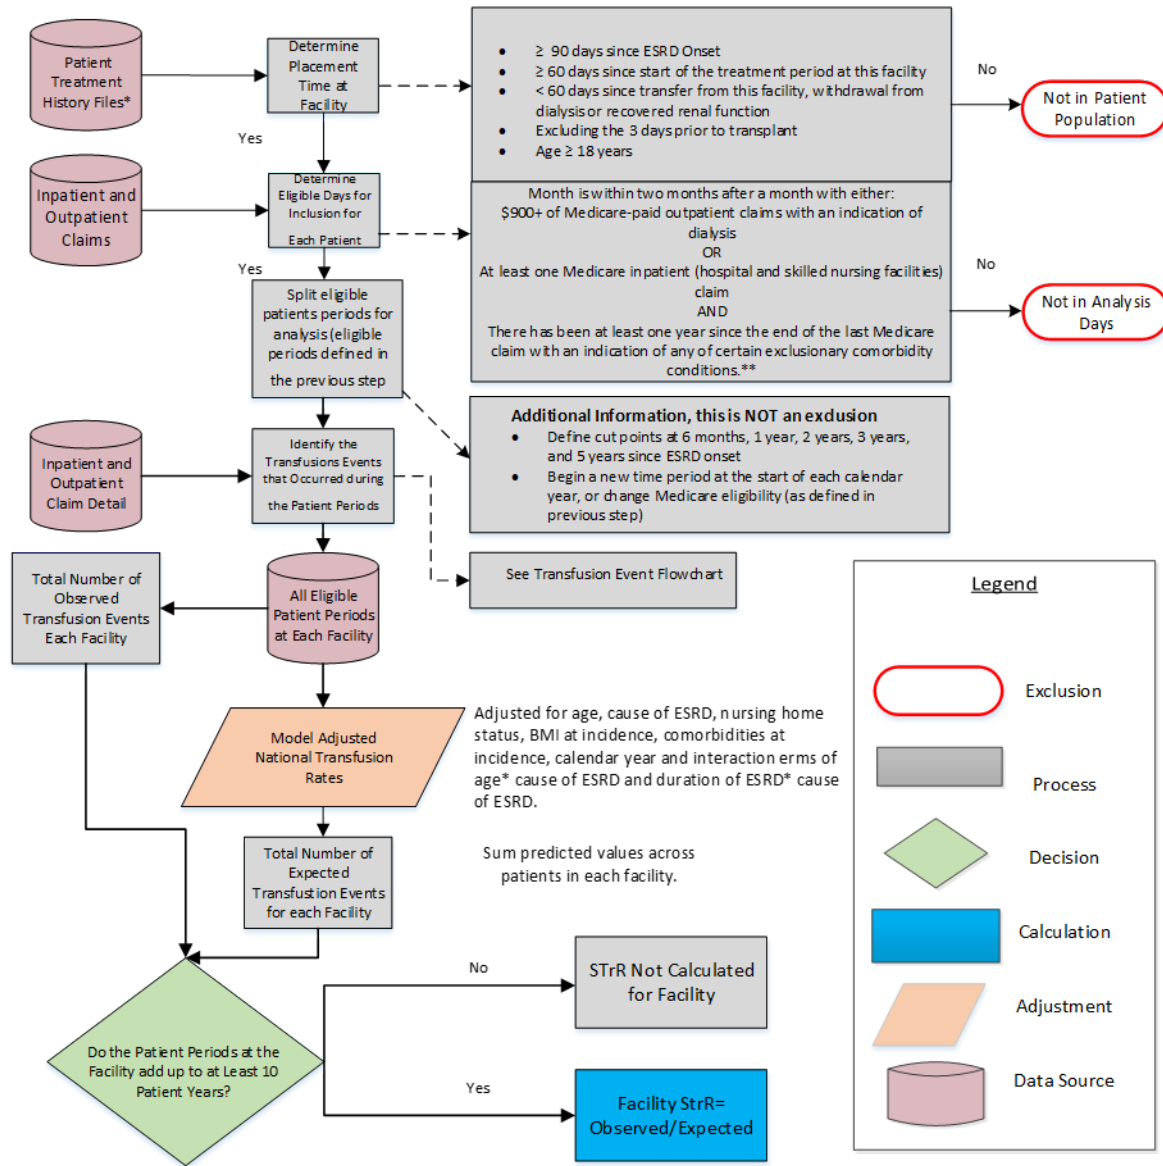 Patient
Treatment
History Files*
Determine
Placement
Time at
Facility
≥ 90 days since ESRD Onset
≥ 60 days since start of the treatment period at this facility
< 60 days since transfer from this facility, withdrawal from
dialysis or recovered renal function
Excluding the 3 days prior to transplant
Age ≥ 18 years
No
Not in Patient
Population
Yes
Inpatient and
Outpatient
Claims
Determine
Eligible Days for
Inclusion for
Each Patient
Month is within two months after a month with either:
$900+ of Medicare-paid outpatient claims with an indication of
dialysis
OR
At least one Medicare inpatient (hospital and skilled nursing facilities)
claim
AND
There has been at least one year since the end of the last Medicare
claim with an indication of any of certain exclusionary comorbidity
conditions.**
No
Not in Analysis
Days
Yes
Split eligible
patients periods for
analysis (eligible
periods defined in
the previous step
Additional Information, this is NOT an exclusion
Define cut points at 6 months, 1 year, 2 years, 3 years,
and 5 years since ESRD onset
Begin a new time period at the start of each calendar
year, or change Medicare eligibility (as defined in
previous step)
Inpatient and
Outpatient
Claim Detail
Identify the
Transfusions Events
that Occurred during
the Patient Periods
See Transfusion Event Flowchart
Total Number of
Observed
Transfusion Events
Each Facility
All Eligible
Patient Periods
at Each Facility
Model Adjusted
National Transfusion
Rates
Adjusted for age, cause of ESRD, nursing home
status, BMI at incidence, comorbidities at
incidence, calendar year and interaction erms of
age* cause of ESRD and duration of ESRD* cause
of ESRD.
Total Number of
Expected
Transfustion Events
for each Facility
Sum predicted values across
patients in each facility.
Do the Patient Periods at the
Facility add up to at Least 10
Patient Years?
No
STrR Not Calculated
for Facility
Yes
Facility StrR=
Observed/Expected
Legend
Exclusion
Process
Decision
Calculation
Adjustment
Data Source